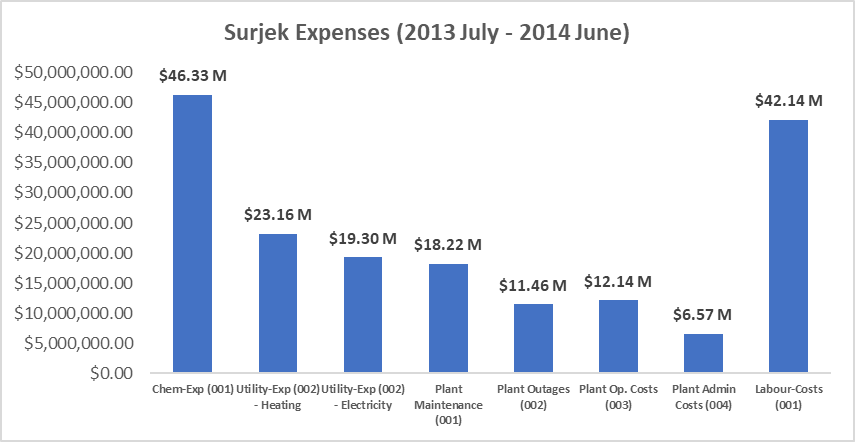 Surjek Expenses (2013 July - 2014 June)
$50,000,000.00
$45,000,000.00
$40,000,000.00
$35,000,000.00
$30,000,000.00
$25,000,000.00
$20,000,000.00
$15,000,000.00
$10,000,000.00
$5,000,000.00
$0.00
$46.33 M
$23.16 M
$19.30 M
$18.22 M
$11.46 M
$12.14 M
$6.57 M
$42.14 M
Chem-Exp (001)
Utility-Exp (002)
- Heating
Utility-Exp (002)
- Electricity
Plant
Maintenance
(001)
Plant Outages
(002)
Plant Op. Costs
(003)
Plant Admin
Costs (004)
Labour-Costs
(001)